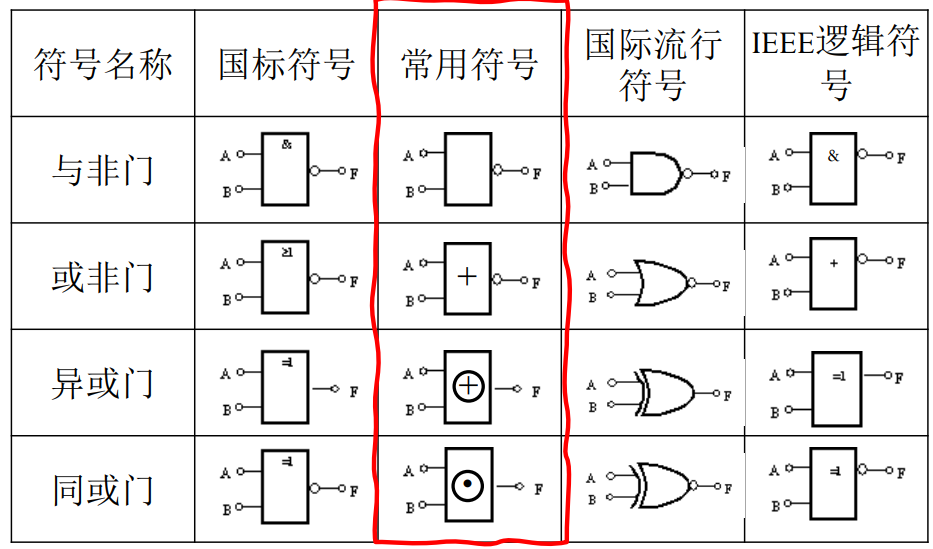 符号名称 国标符号 常用符号 国际流行符号 IEEE逻辑符号
与非门 A B & F A B F A B F A B & F
或非门 A B ≥1 F A B + F A B F A B + F
异或门 A B =1 F A B ⊕ F A B F A B =1 F
同或门 A B =1 F A B ⊙ F A B F A B =1 F